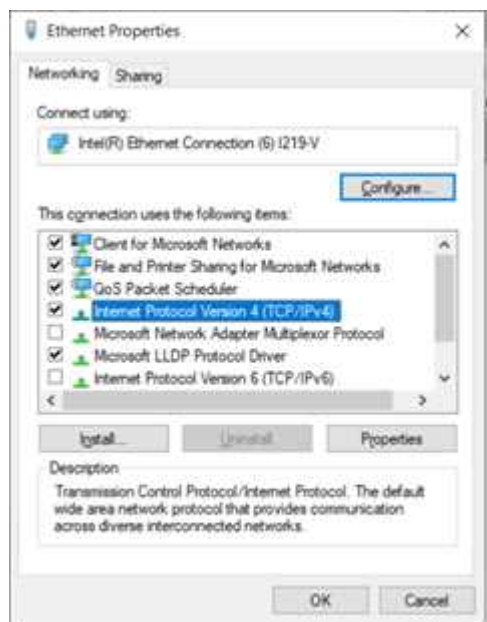 Ethernet Properties
Networking
Sharing
Connect using:
Intel(R) Ethernet Connection (6) I219-V
Configure...
This connection uses the following items:
Client for Microsoft Networks
File and Printer Sharing for Microsoft Networks
QoS Packet Scheduler
Internet Protocol Version 4 (TCP/IPv4)
Microsoft Network Adapter Multiplexor Protocol
Microsoft LLDP Protocol Driver
Internet Protocol Version 6 (TCP/IPv6)
Install...
Uninstall
Properties
Description
Transmission Control Protocol/Internet Protocol. The default
wide area network protocol that provides communication
across diverse interconnected networks.
OK
Cancel